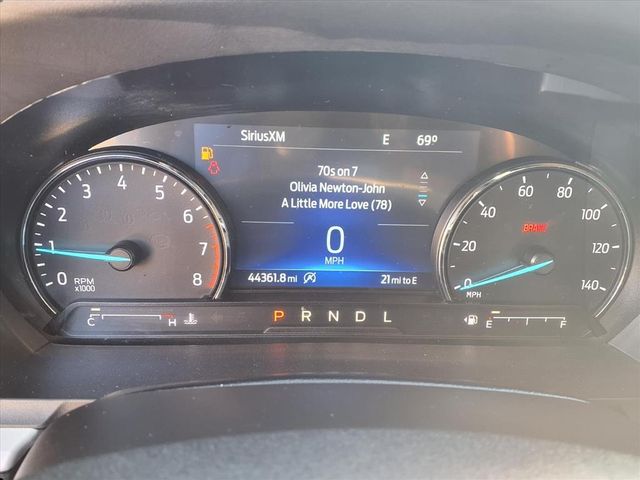 SiriusXM E 69°
70s on 7
Olivia Newton-John
A Little More Love (78)
0
MPH
44361.8 mi 21 mi to E
0 1 2 3 4 5 6 7 8
RPM
x1000
0 20 40 60 80 100 120 140
BRAKE
MPH
C H
P R N D L
E F